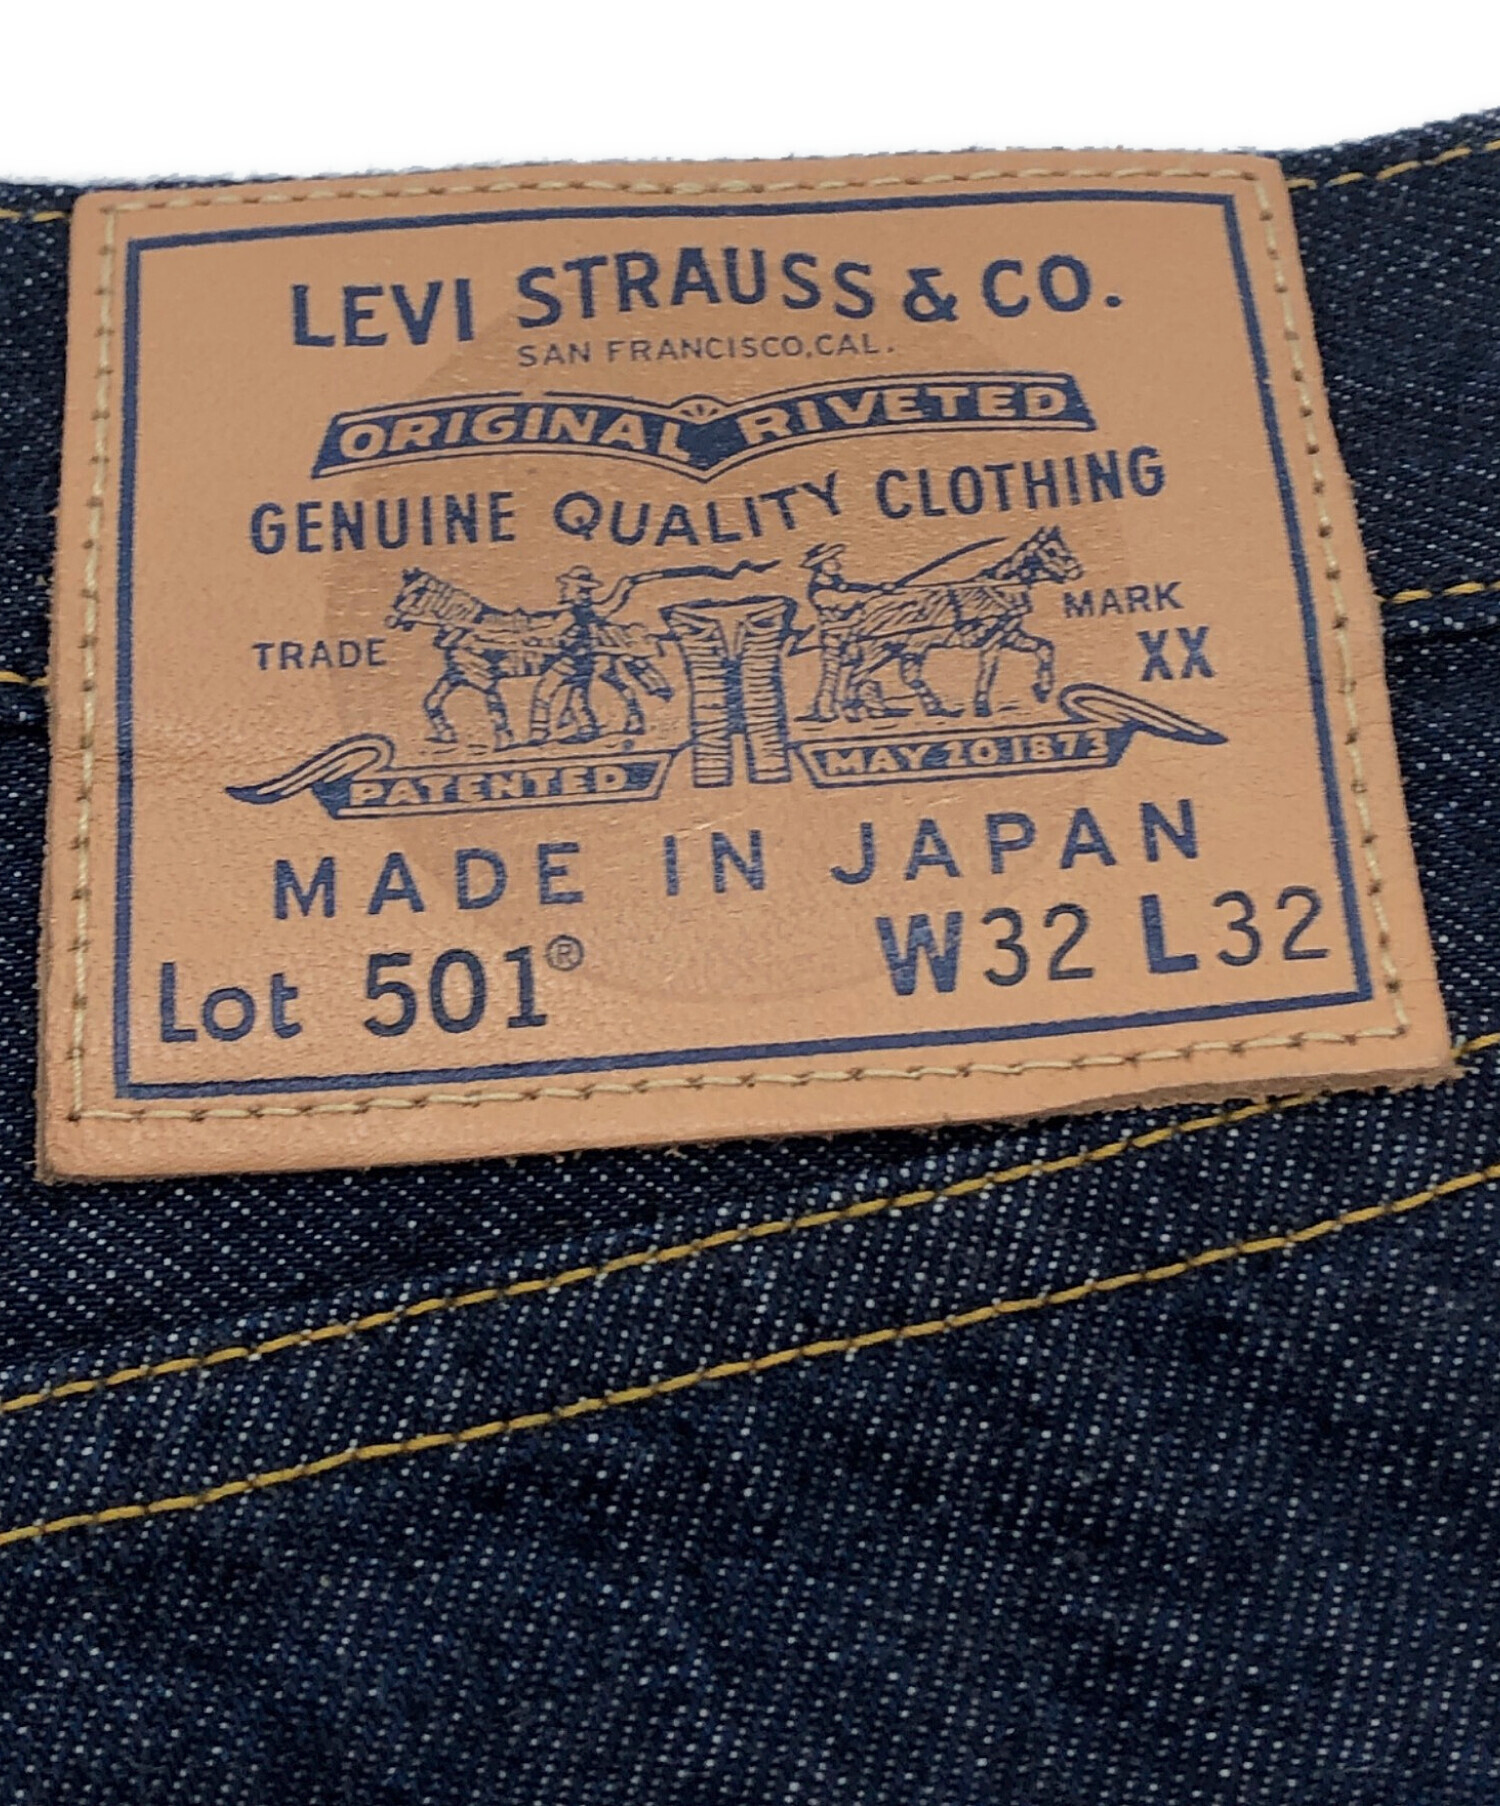 LEVI STRAUSS & CO.
SAN FRANCISCO, CAL.
ORIGINAL RIVETED
GENUINE QUALITY CLOTHING
TRADE MARK
XX
PATENTED MAY 20 1873
MADE IN JAPAN
Lot 501® W32 L32